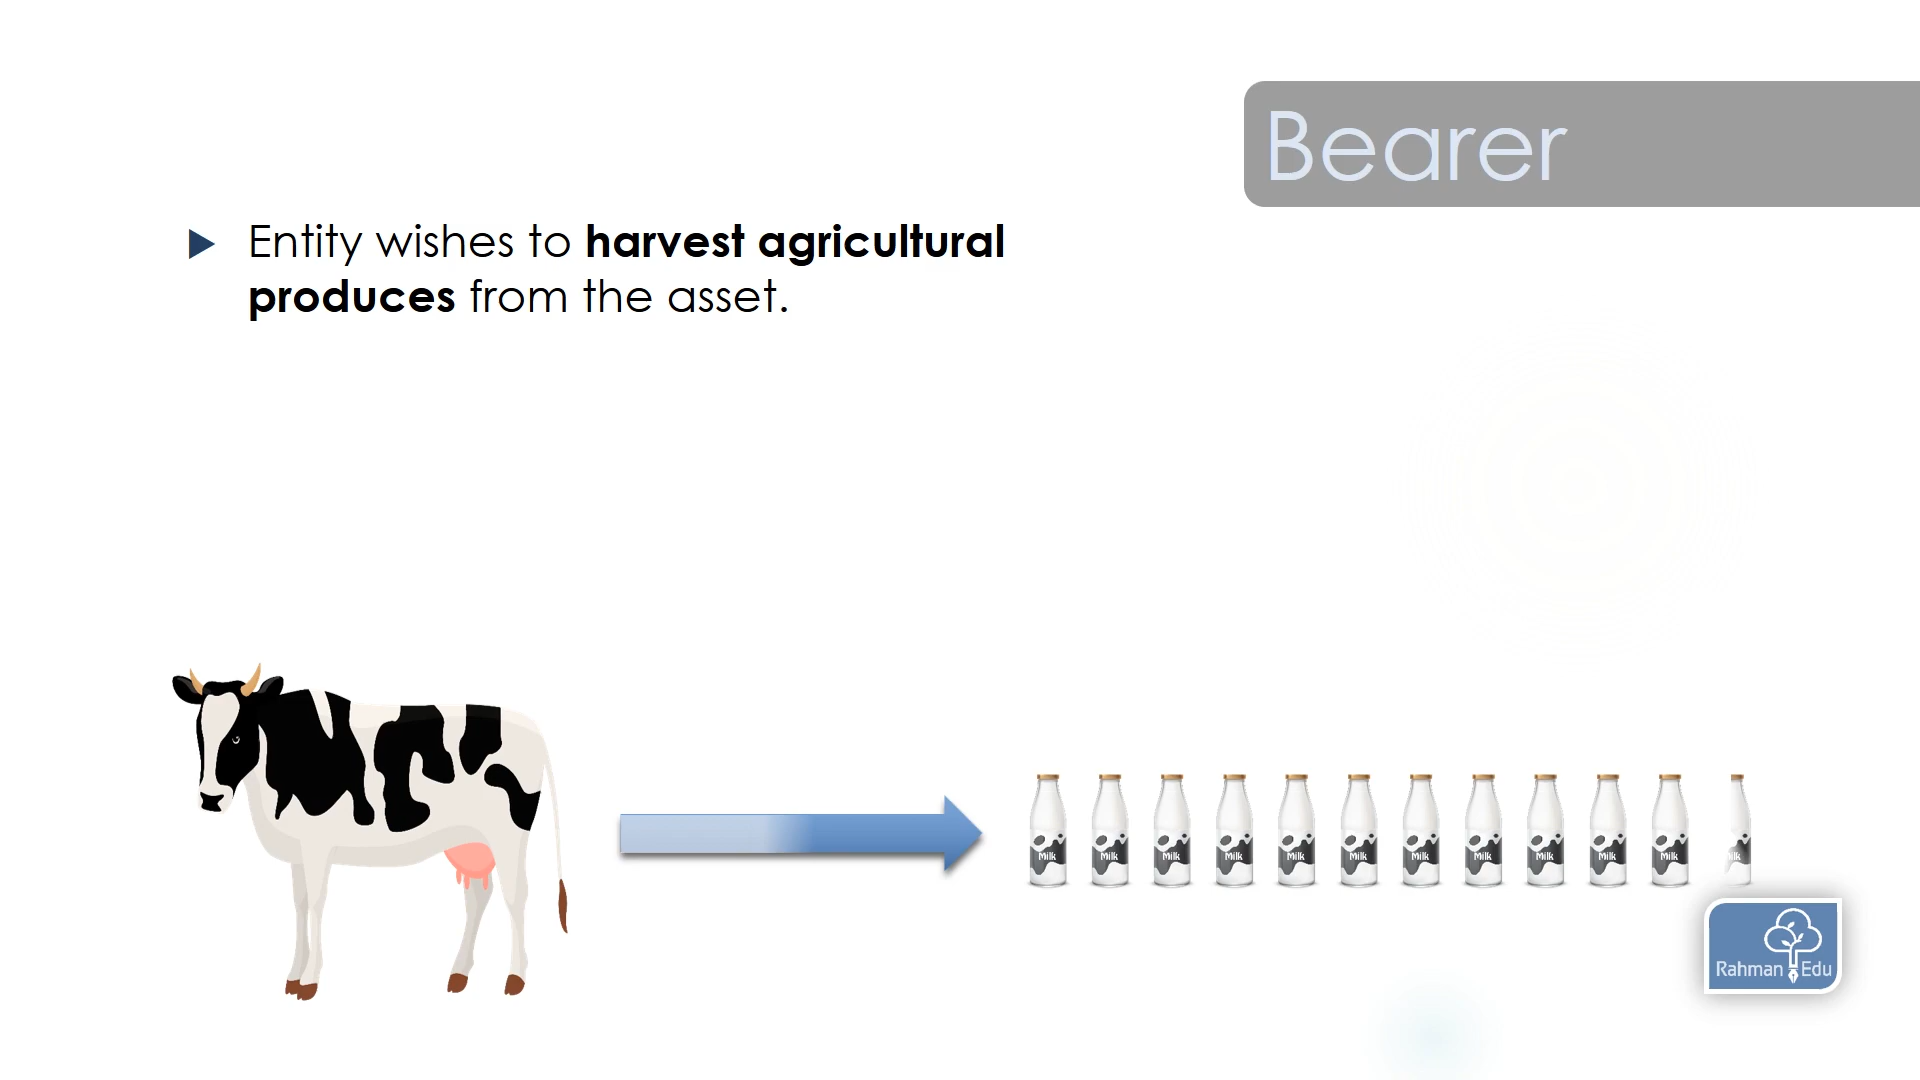 Bearer
Entity wishes to harvest agricultural
produces from the asset.
Milk Milk Milk Milk Milk Milk Milk Milk Milk Milk Milk
Rahman Edu